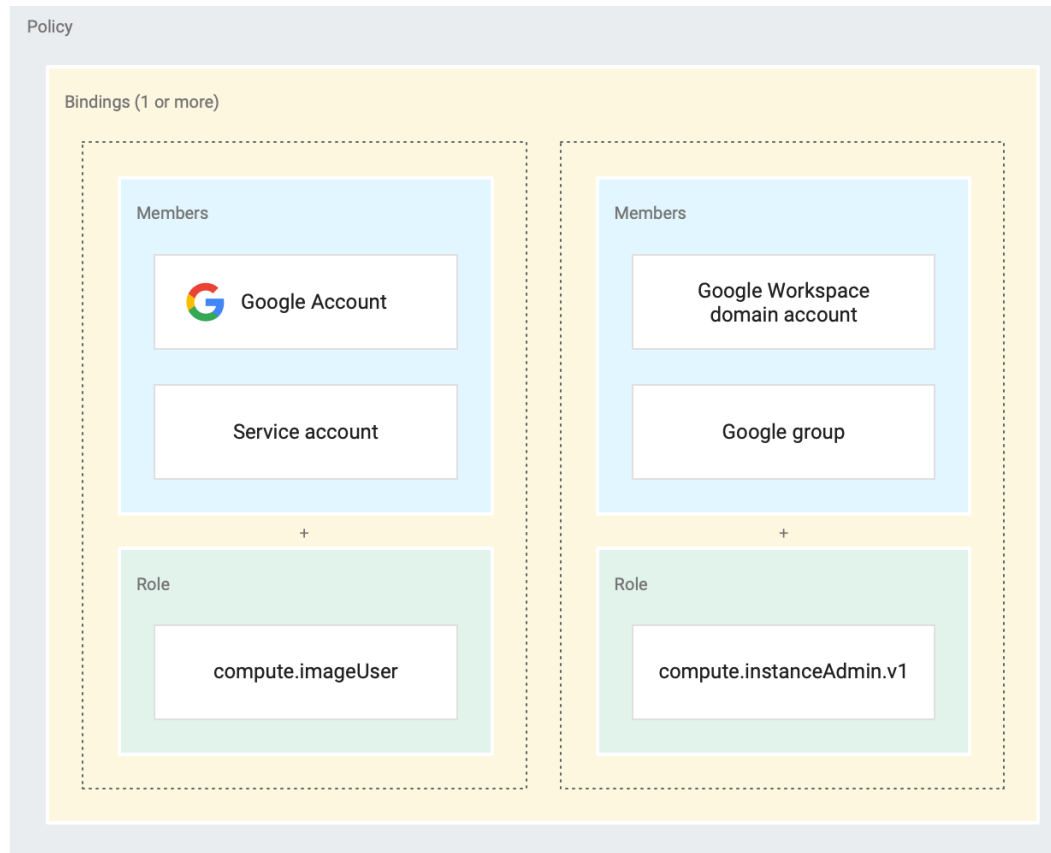 Policy
Bindings (1 or more)
Members
Google Account
Service account
+
Role
compute.imageUser
Members
Google Workspace
domain account
Google group
+
Role
compute.instanceAdmin.v1